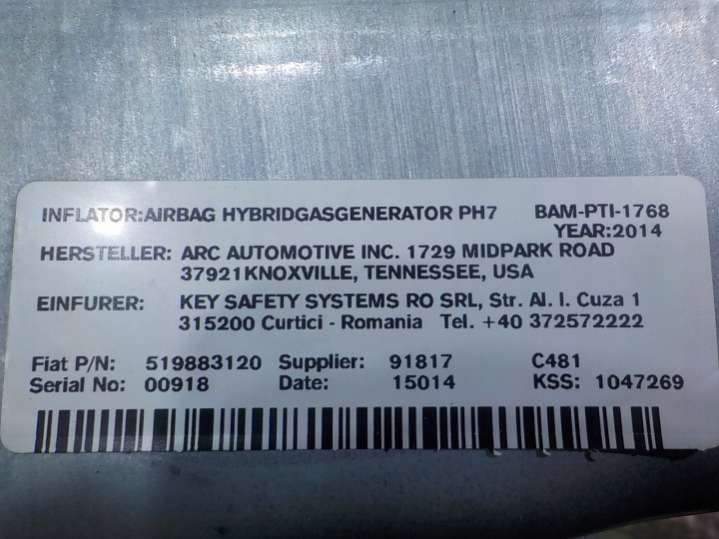 INFLATOR:AIRBAG HYBRIDGASGENERATOR PH7 BAM-PTI-1768
YEAR:2014
HERSTELLER: ARC AUTOMOTIVE INC. 1729 MIDPARK ROAD
37921 KNOXVILLE, TENNESSEE, USA
EINFURER: KEY SAFETY SYSTEMS RO SRL, Str. Al. I. Cuza 1
315200 Curtici - Romania Tel. +40 372572222
Fiat P/N: 519883120 Supplier: 91817 C481
Serial No: 00918 Date: 15014 KSS: 1047269